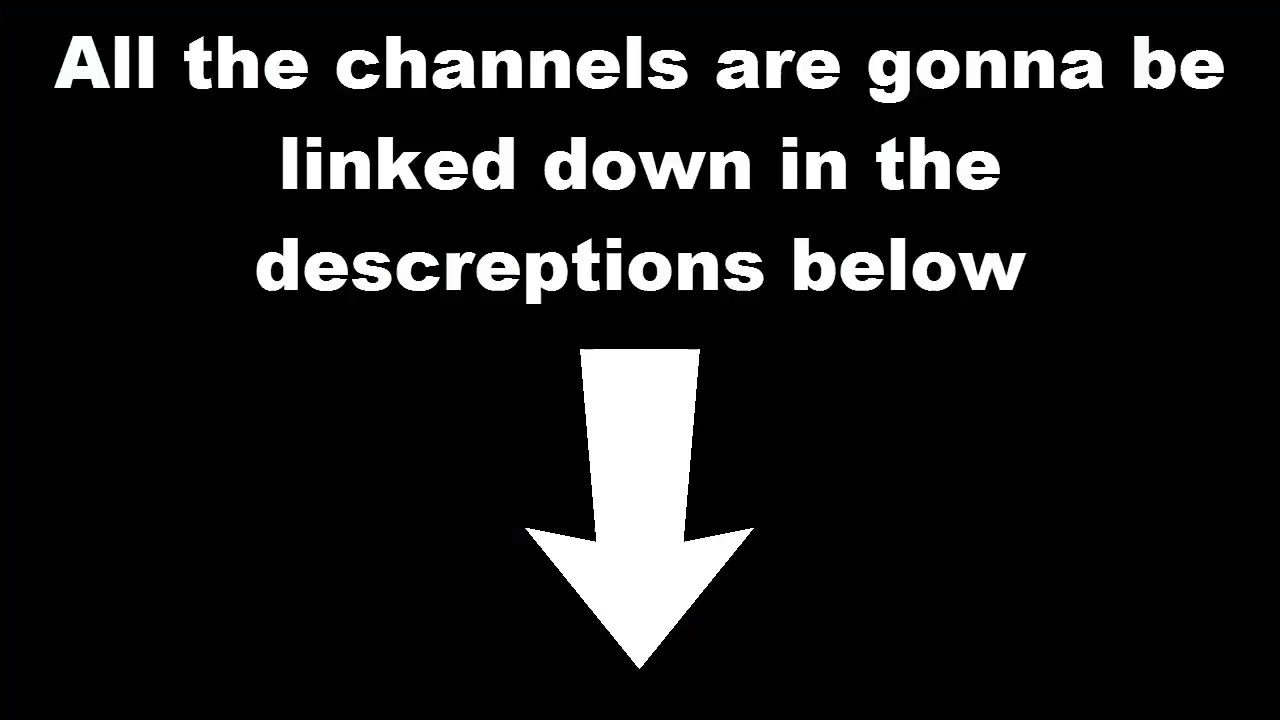 All the channels are gonna be
linked down in the
descreptions below